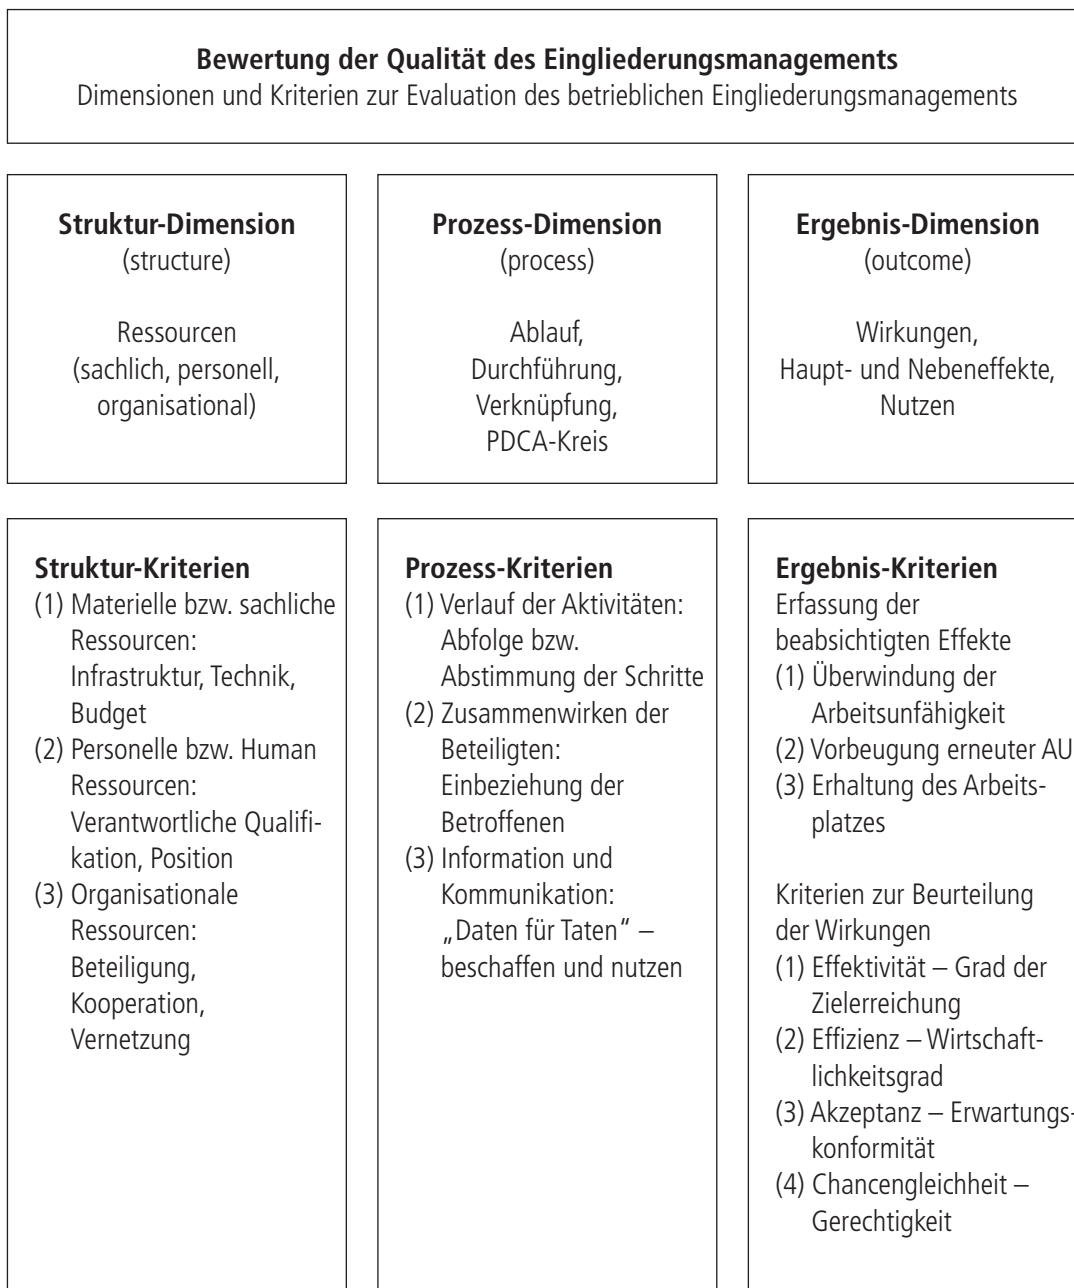 Bewertung der Qualität des Eingliederungsmanagements
Dimensionen und Kriterien zur Evaluation des betrieblichen Eingliederungsmanagements
Struktur-Dimension
(structure)
Ressourcen
(sachlich, personell,
organisational)
Prozess-Dimension
(process)
Ablauf,
Durchführung,
Verknüpfung,
PDCA-Kreis
Ergebnis-Dimension
(outcome)
Wirkungen,
Haupt- und Nebeneffekte,
Nutzen
Struktur-Kriterien
(1) Materielle bzw. sachliche
Ressourcen:
Infrastruktur, Technik,
Budget
(2) Personelle bzw. Human
Ressourcen:
Verantwortliche Qualifi-
kation, Position
(3) Organisationale
Ressourcen:
Beteiligung,
Kooperation,
Vernetzung
Prozess-Kriterien
(1) Verlauf der Aktivitäten:
Abfolge bzw.
Abstimmung der Schritte
(2) Zusammenwirken der
Beteiligten:
Einbeziehung der
Betroffenen
(3) Information und
Kommunikation:
„Daten für Taten“ –
beschaffen und nutzen
Ergebnis-Kriterien
Erfassung der
beabsichtigten Effekte
(1) Überwindung der
Arbeitsunfähigkeit
(2) Vorbeugung erneuter AU
(3) Erhaltung des Arbeits-
platzes
Kriterien zur Beurteilung
der Wirkungen
(1) Effektivität – Grad der
Zielerreichung
(2) Effizienz – Wirtschaft-
lichkeitsgrad
(3) Akzeptanz – Erwartungs-
konformität
(4) Chancengleichheit –
Gerechtigkeit